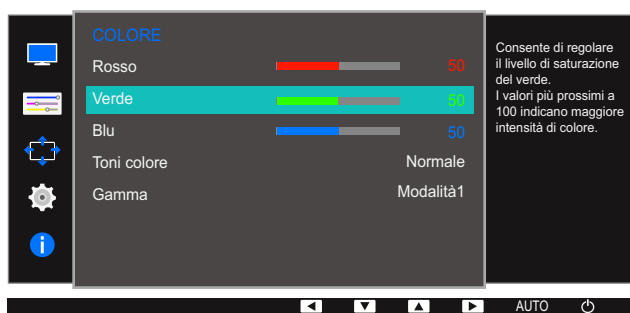 COLORE
Rosso 50
Verde 50
Blu 50
Toni colore Normale
Gamma Modalità1
Consente di regolare
il livello di saturazione
del verde.
I valori più prossimi a
100 indicano maggiore
intensità di colore.
AUTO